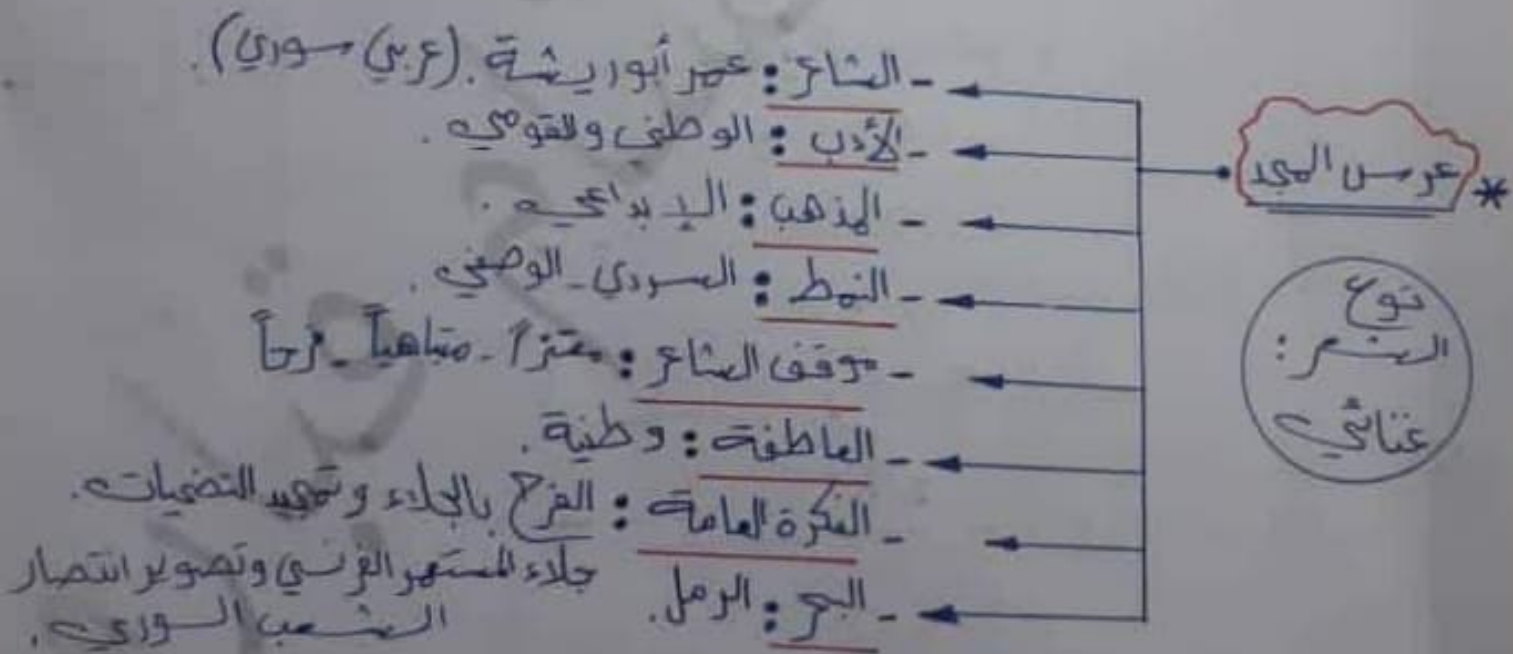 * عرس المجد
نوع
الشعر :
غنائي
- الشاعر : عمر أبو ريشة . (عربي سوري) .
- الأدب : الوطني والقومي .
- المذهب : الإبداعي .
- النمط : السردي - الوصفي .
- موقف الشاعر : معتزاً - متباهياً - فرحاً
- العاطفة : وطنية .
- الفكرة العامة : الفرح بالجلاء وتمجيد التضحيات .
جلاء المستعمر الفرنسي وتصوير انتصار
الشعب السوري .
- البحر : الرمل .